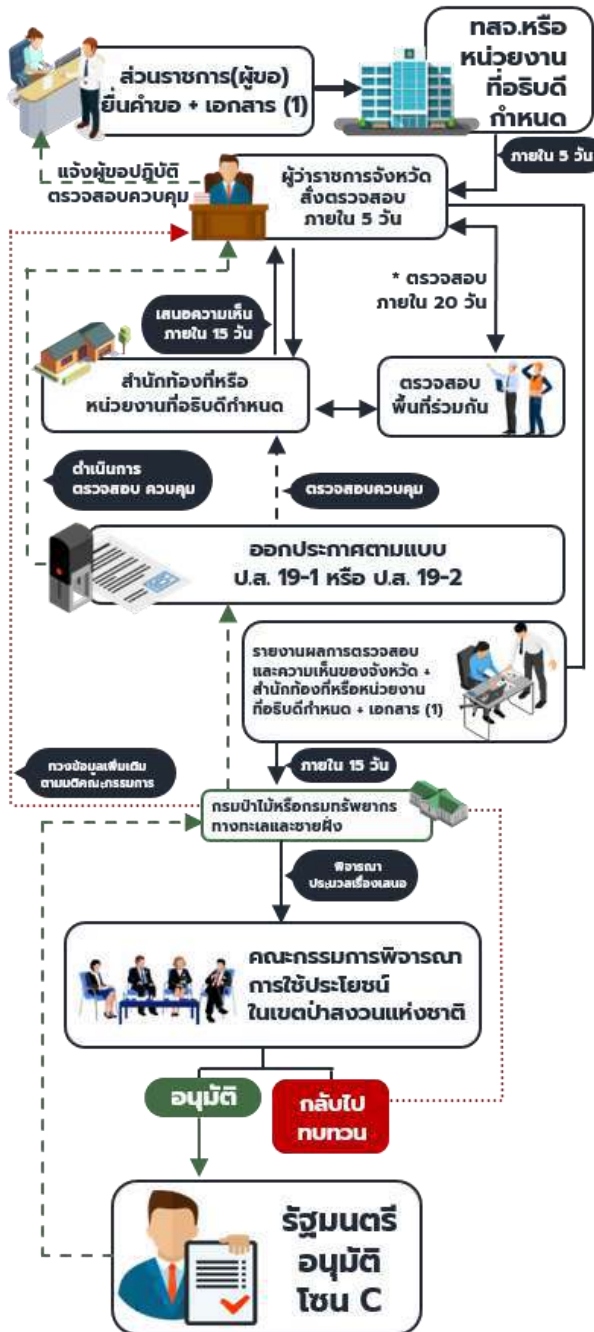 ส่วนราชการ(ผู้ขอ)
ยื่นคำขอ + เอกสาร (1)
ทสจ.หรือ
หน่วยงาน
ที่อธิบดี
กำหนด
ภายใน 5 วัน
แจ้งผู้ขอปฏิบัติ
ตรวจสอบควบคุม
ผู้ว่าราชการจังหวัด
สั่งตรวจสอบ
ภายใน 5 วัน
* ตรวจสอบ
ภายใน 20 วัน
เสนอความเห็น
ภายใน 15 วัน
สำนักท้องที่หรือ
หน่วยงานที่อธิบดีกำหนด
ตรวจสอบ
พื้นที่ร่วมกัน
ดำเนินการ
ตรวจสอบ ควบคุม
ตรวจสอบควบคุม
ออกประกาศตามแบบ
ป.ส. 19-1 หรือ ป.ส. 19-2
รายงานผลการตรวจสอบ
และความเห็นของจังหวัด +
สำนักท้องที่หรือหน่วยงาน
ที่อธิบดีกำหนด + เอกสาร (1)
ทวงข้อมูลเพิ่มเติม
ตามมติคณะกรรมการ
ภายใน 15 วัน
กรมป่าไม้หรือกรมทรัพยากร
ทางทะเลและชายฝั่ง
พิจารณา
ประมวลเรื่องเสนอ
คณะกรรมการพิจารณา
การใช้ประโยชน์
ในเขตป่าสงวนแห่งชาติ
อนุมัติ
กลับไป
ทบทวน
รัฐมนตรี
อนุมัติ
โซน C